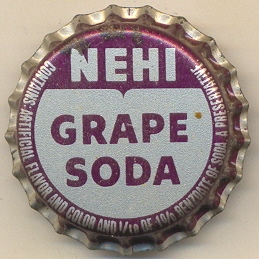 NEHI
GRAPE
SODA
CONTAINS: ARTIFICIAL FLAVOR AND COLOR AND 1/10 OF 1% BENZOATE OF SODA A PRESERVATIVE